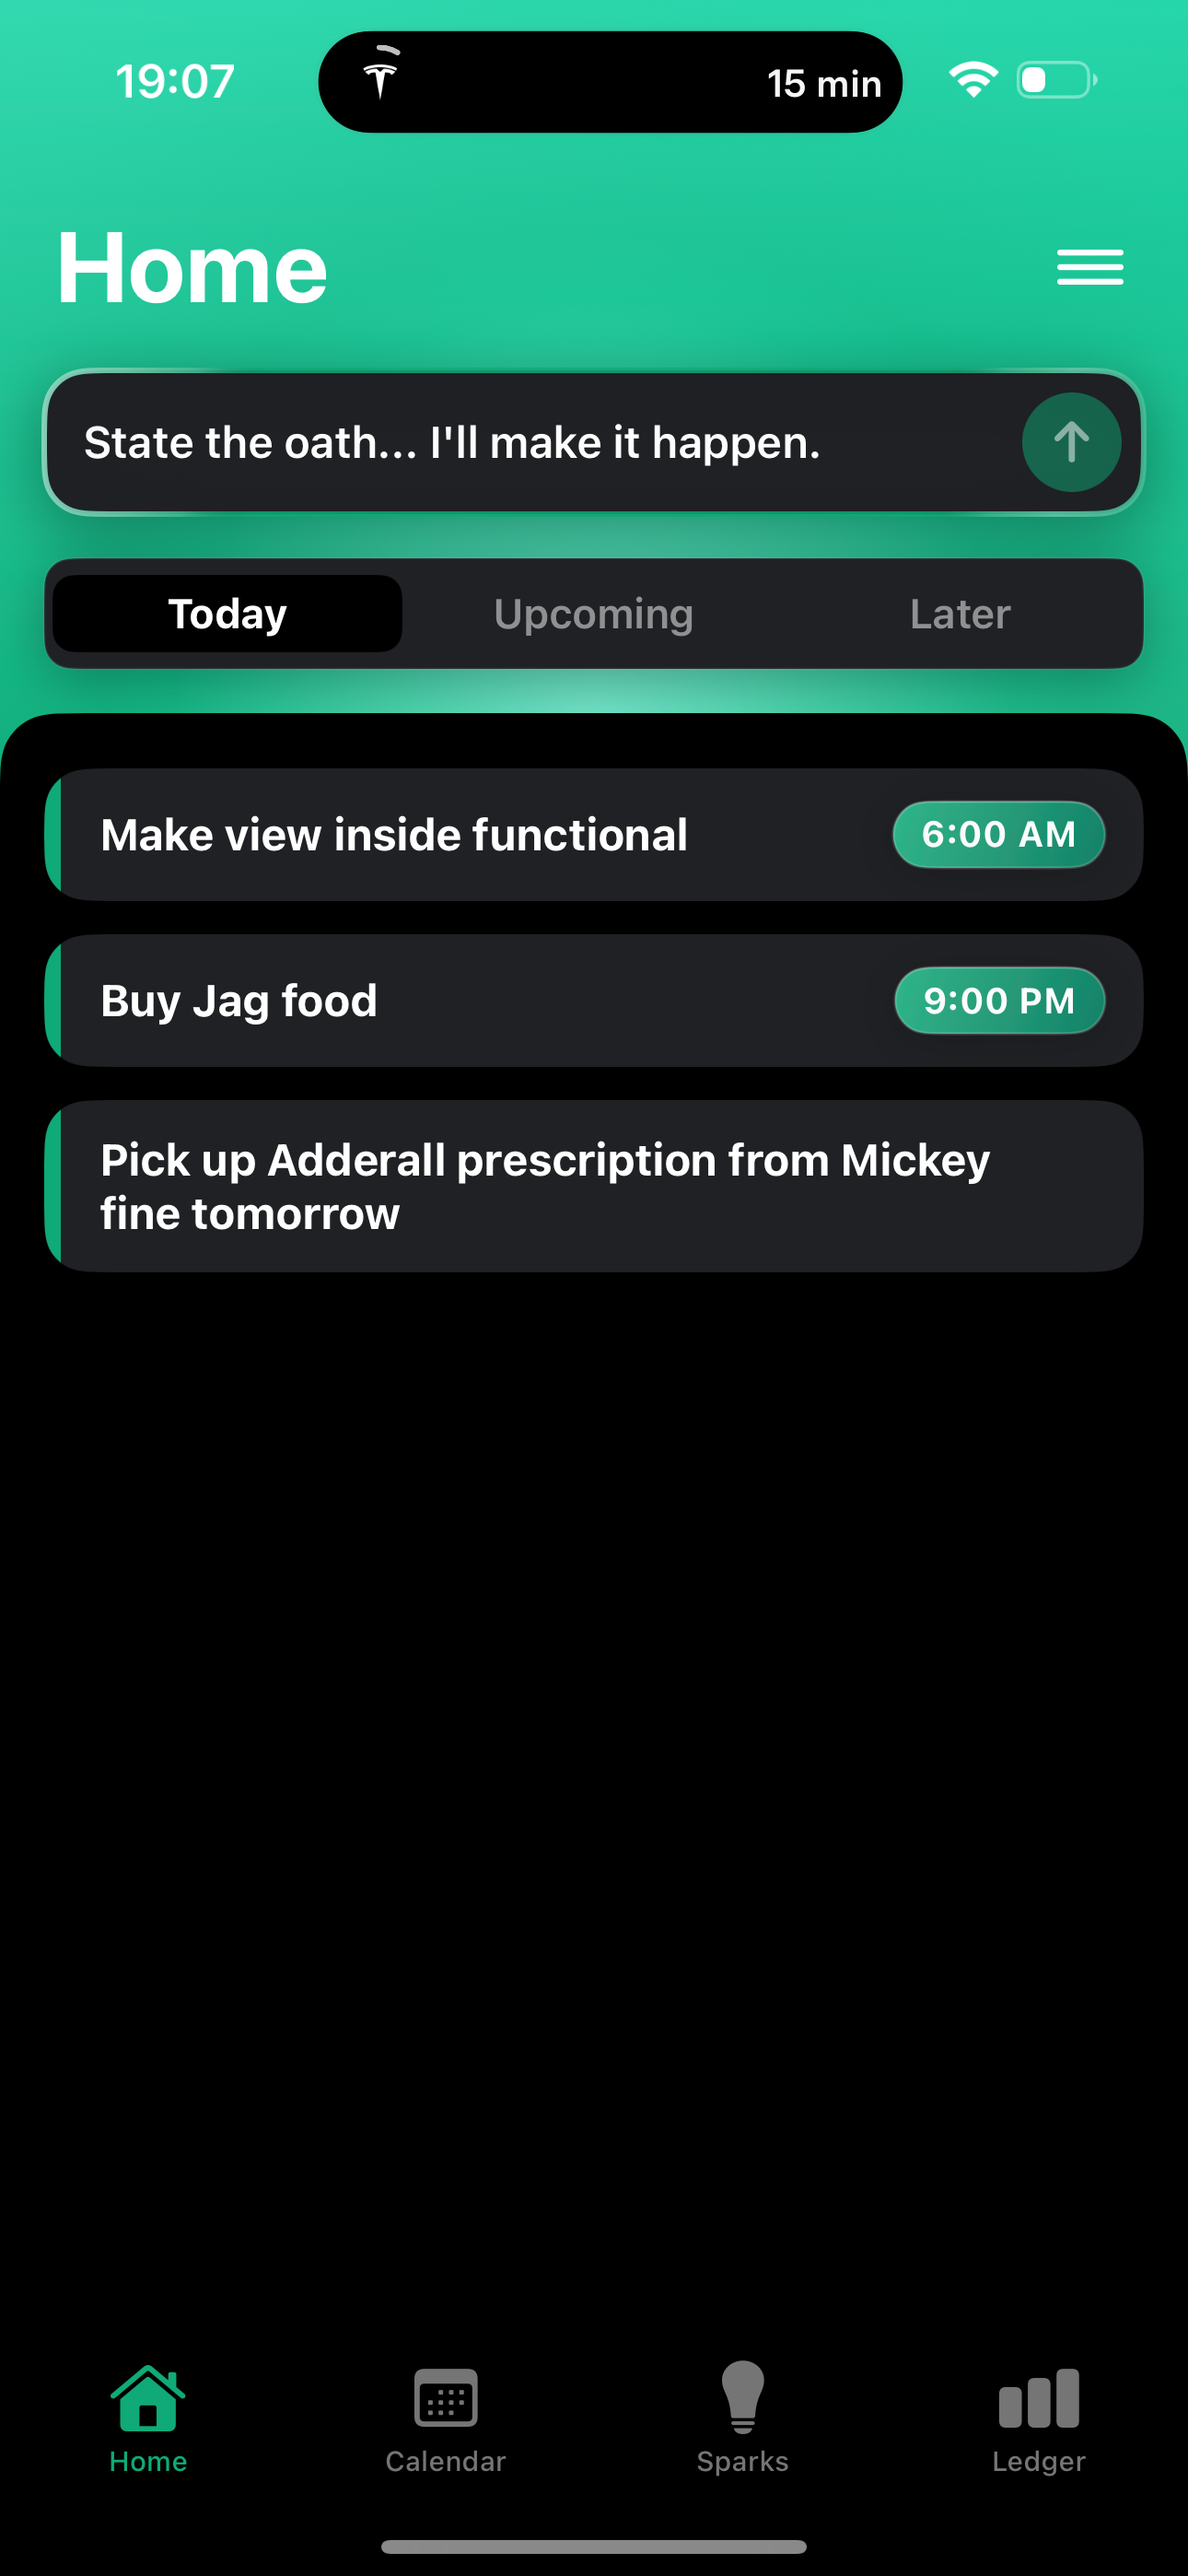 19:07
15 min
Home
State the oath... I'll make it happen.
Today
Upcoming
Later
Make view inside functional
6:00 AM
Buy Jag food
9:00 PM
Pick up Adderall prescription from Mickey
fine tomorrow
Home
Calendar
Sparks
Ledger